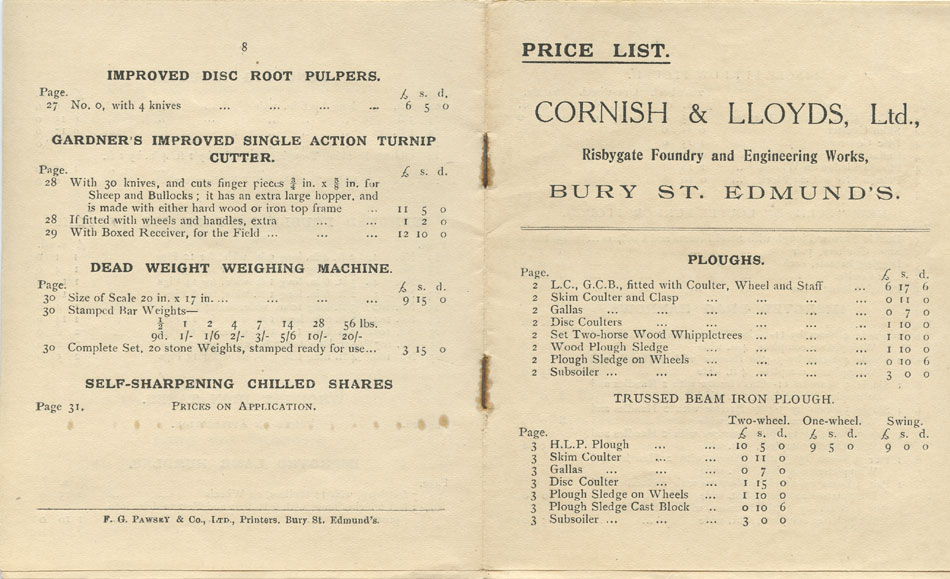 8
IMPROVED DISC ROOT PULPERS.
Page. £ s. d.
27 No. 0, with 4 knives ... ... ... ... 6 5 0
GARDNER'S IMPROVED SINGLE ACTION TURNIP
CUTTER.
Page. £ s. d.
28 With 30 knives, and cuts finger pieces ¾ in. x ⅝ in. for
Sheep and Bullocks ; it has an extra large hopper, and
is made with either hard wood or iron top frame ... 11 5 0
28 If fitted with wheels and handles, extra ... ... 1 2 0
29 With Boxed Receiver, for the Field ... ... ... 12 10 0
DEAD WEIGHT WEIGHING MACHINE.
Page. £ s. d.
30 Size of Scale 20 in. x 17 in. ... ... ... ... 9 15 0
30 Stamped Bar Weights—
½ 1 2 4 7 14 28 56 lbs.
9d. 1/- 1/6 2/- 3/- 5/6 10/- 20/-
30 Complete Set, 20 stone Weights, stamped ready for use... 3 15 0
SELF-SHARPENING CHILLED SHARES
Page 31. PRICES ON APPLICATION.
F. G. PAWSEY & Co., LTD., Printers, Bury St. Edmund's.
PRICE LIST.
CORNISH & LLOYDS, Ltd.,
Risbygate Foundry and Engineering Works,
BURY ST. EDMUND'S.
PLOUGHS.
Page. £ s. d.
2 L.C., G.C.B., fitted with Coulter, Wheel and Staff ... 6 17 6
2 Skim Coulter and Clasp ... ... ... ... 0 11 0
2 Gallas ... ... ... ... ... ... 0 7 0
2 Disc Coulters ... ... ... ... ... 1 10 0
2 Set Two-horse Wood Whippletrees ... ... ... 1 10 0
2 Wood Plough Sledge ... ... ... ... 1 10 0
2 Plough Sledge on Wheels ... ... ... ... 0 10 6
2 Subsoiler ... ... ... ... ... ... 3 0 0
TRUSSED BEAM IRON PLOUGH.
Two-wheel. One-wheel. Swing.
Page. £ s. d. £ s. d. £ s. d.
3 H.L.P. Plough ... ... 10 5 0 9 5 0 9 0 0
3 Skim Coulter ... ... 0 11 0
3 Gallas ... ... ... 0 7 0
3 Disc Coulter ... ... 1 15 0
3 Plough Sledge on Wheels ... 1 10 0
3 Plough Sledge Cast Block .. 0 10 6
3 Subsoiler ... ... ... 3 0 0